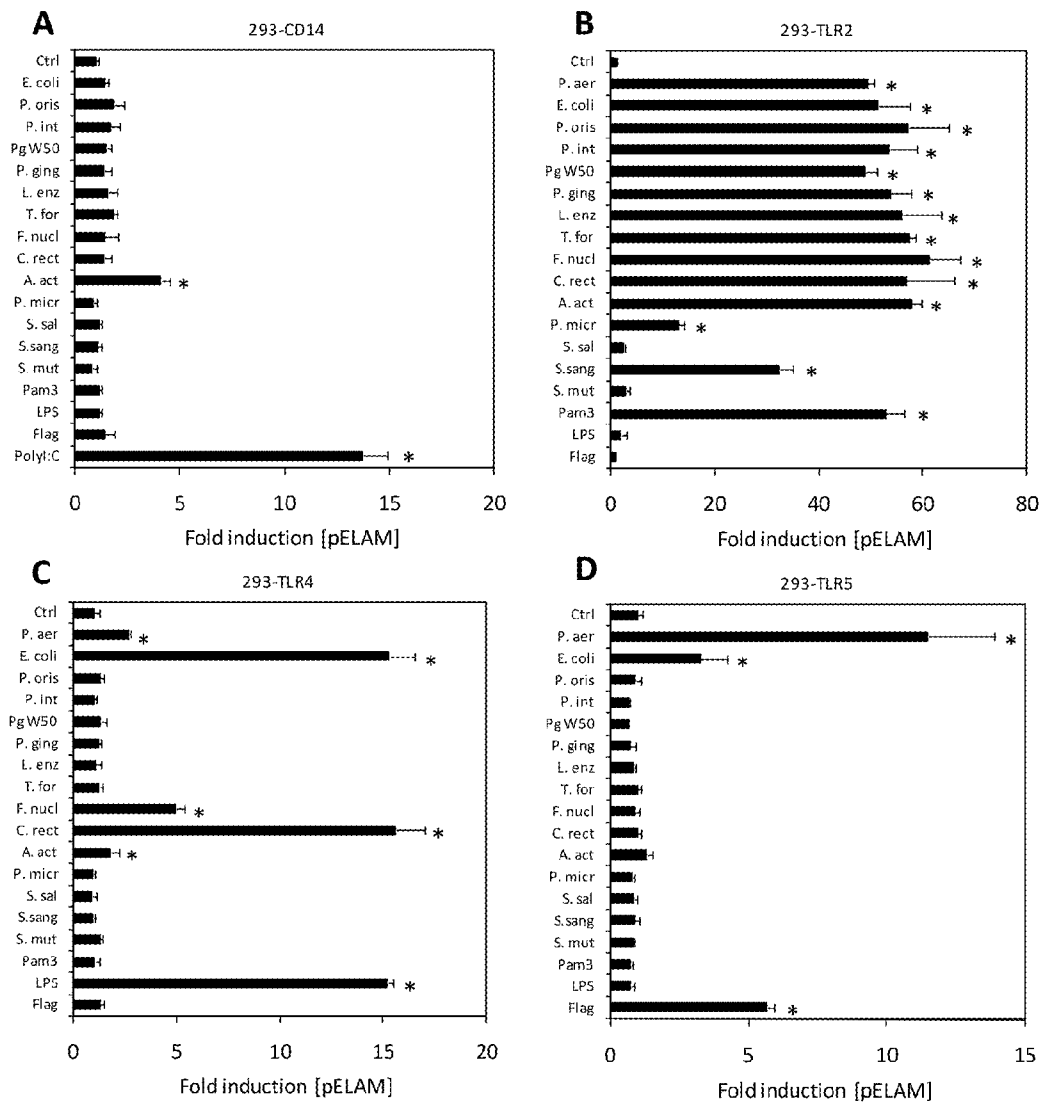 A
293-CD14
Ctrl
E. coli
P. oris
P. int
Pg W50
P. ging
L. enz
T. for
F. nucl
C. rect
A. act
*
P. micr
S. sal
S.sang
S. mut
Pam3
LPS
Flag
PolyI:C
*
0 5 10 15 20
Fold induction [pELAM]
B
293-TLR2
Ctrl
P. aer
*
E. coli
*
P. oris
*
P. int
*
Pg W50
*
P. ging
*
L. enz
*
T. for
*
F. nucl
*
C. rect
*
A. act
*
P. micr
*
S. sal
S.sang
*
S. mut
Pam3
*
LPS
Flag
0 20 40 60 80
Fold induction [pELAM]
C
293-TLR4
Ctrl
P. aer
*
E. coli
*
P. oris
P. int
Pg W50
P. ging
L. enz
T. for
F. nucl
*
C. rect
*
A. act
*
P. micr
S. sal
S.sang
S. mut
Pam3
LPS
*
Flag
0 5 10 15 20
Fold induction [pELAM]
D
293-TLR5
Ctrl
P. aer
*
E. coli
*
P. oris
P. int
Pg W50
P. ging
L. enz
T. for
F. nucl
C. rect
A. act
P. micr
S. sal
S.sang
S. mut
Pam3
LPS
Flag
*
0 5 10 15
Fold induction [pELAM]